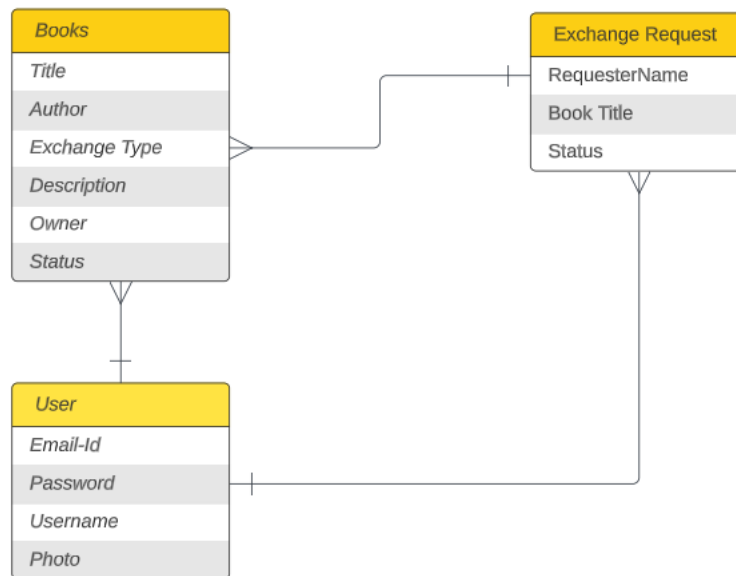 Books
Title
Author
Exchange Type
Description
Owner
Status
Exchange Request
RequesterName
Book Title
Status
User
Email-Id
Password
Username
Photo